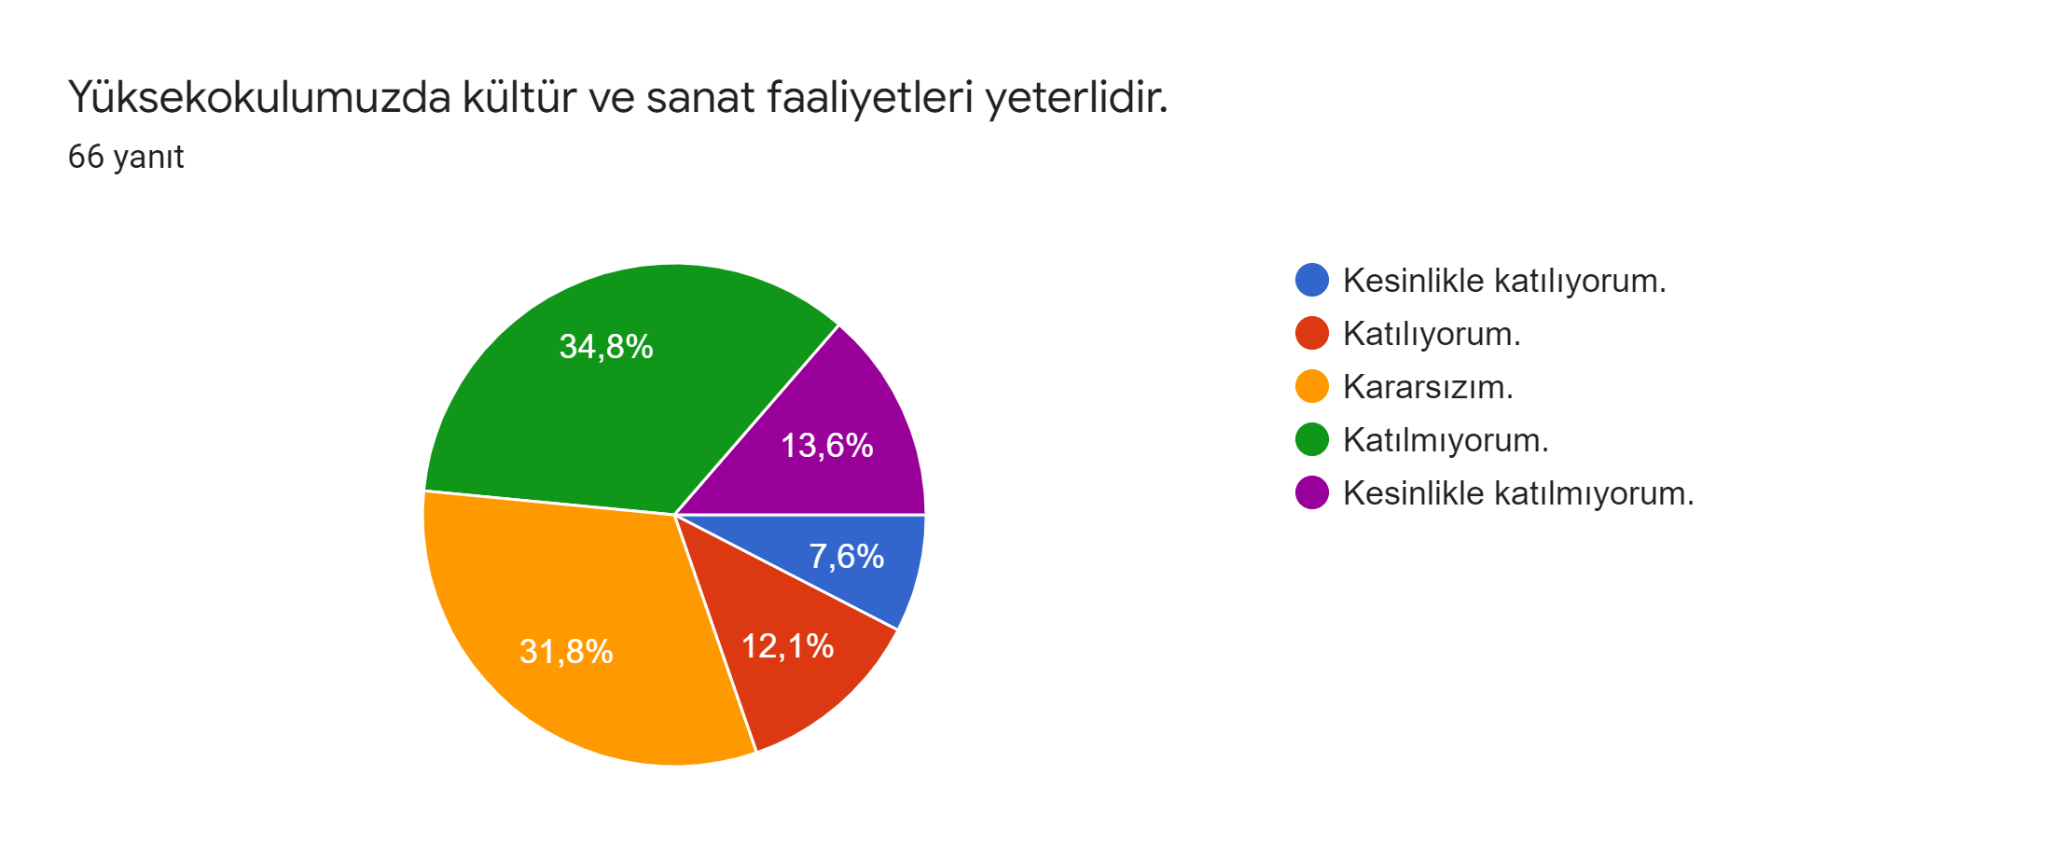 Yüksekokulumuzda kültür ve sanat faaliyetleri yeterlidir.
66 yanıt
34,8%
13,6%
7,6%
12,1%
31,8%
Kesinlikle katılıyorum.
Katılıyorum.
Kararsızım.
Katılmıyorum.
Kesinlikle katılmıyorum.